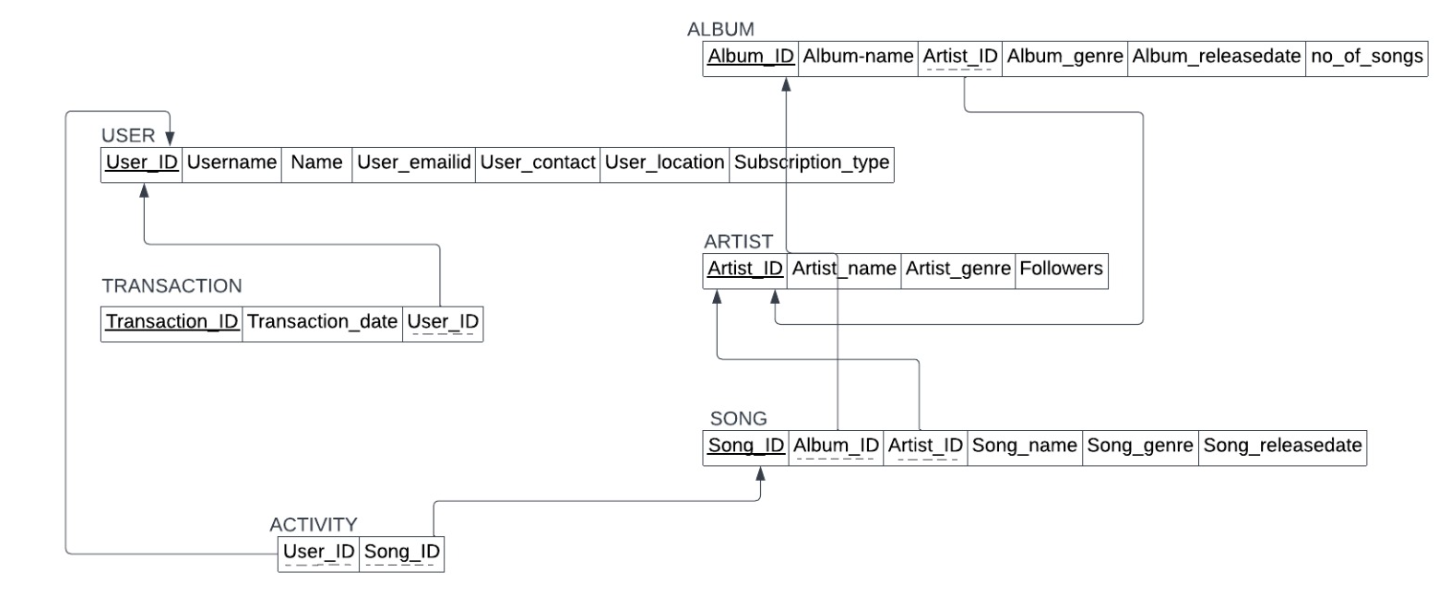 ALBUM
Album_ID Album-name Artist_ID Album_genre Album_releasedate no_of_songs
USER
User_ID Username Name User_emailid User_contact User_location Subscription_type
ARTIST
Artist_ID Artist_name Artist_genre Followers
TRANSACTION
Transaction_ID Transaction_date User_ID
SONG
Song_ID Album_ID Artist_ID Song_name Song_genre Song_releasedate
ACTIVITY
User_ID Song_ID